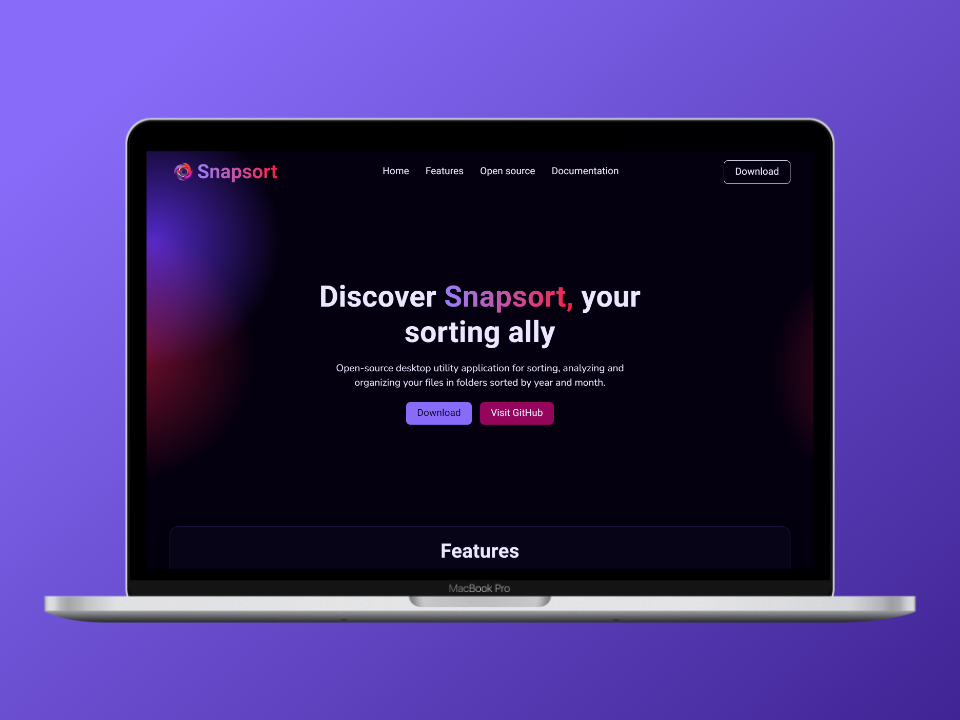 Snapsort
Home Features Open source Documentation
Download
Discover Snapsort, your
sorting ally
Open-source desktop utility application for sorting, analyzing and
organizing your files in folders sorted by year and month.
Download Visit GitHub
Features
MacBook Pro